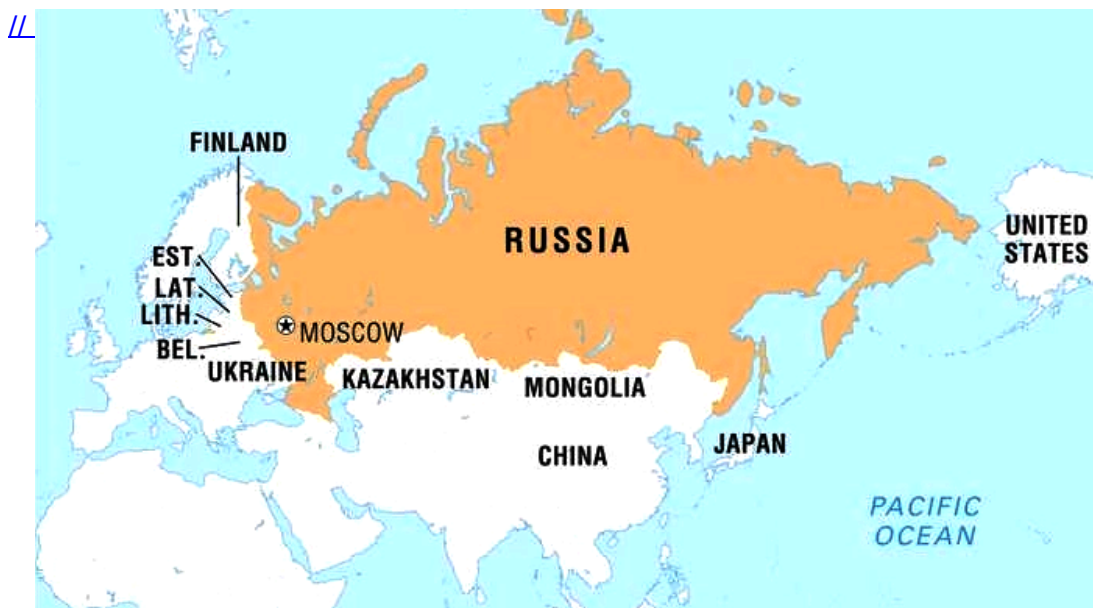 //
FINLAND
RUSSIA
UNITED
STATES
EST.
LAT.
LITH.
BEL.
MOSCOW
UKRAINE
KAZAKHSTAN
MONGOLIA
CHINA
JAPAN
PACIFIC
OCEAN